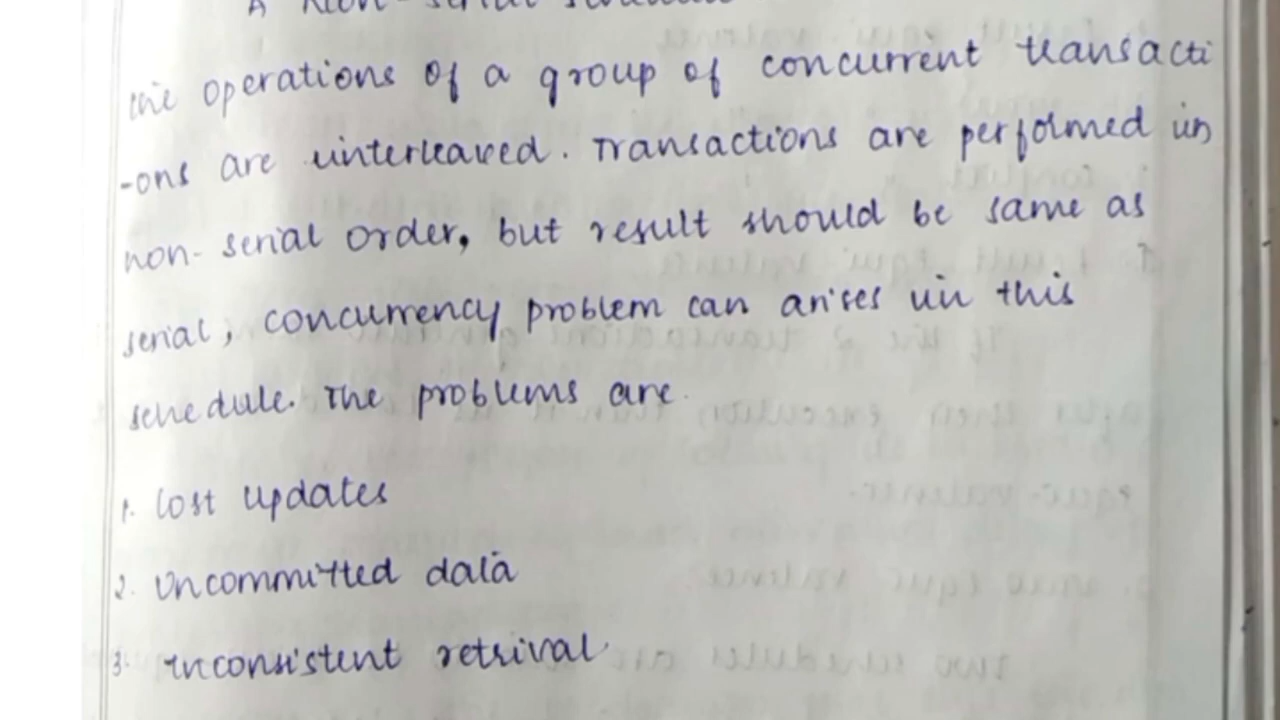 A Non-serial
the operations of a group of concurrent transacti
-ons are interleaved. Transactions are performed in
non-serial order, but result should be same as
serial, concurrency problem can arises in this
schedule. The problems are.
1. Lost updates
2. Uncommitted data
3. Inconsistent retrival